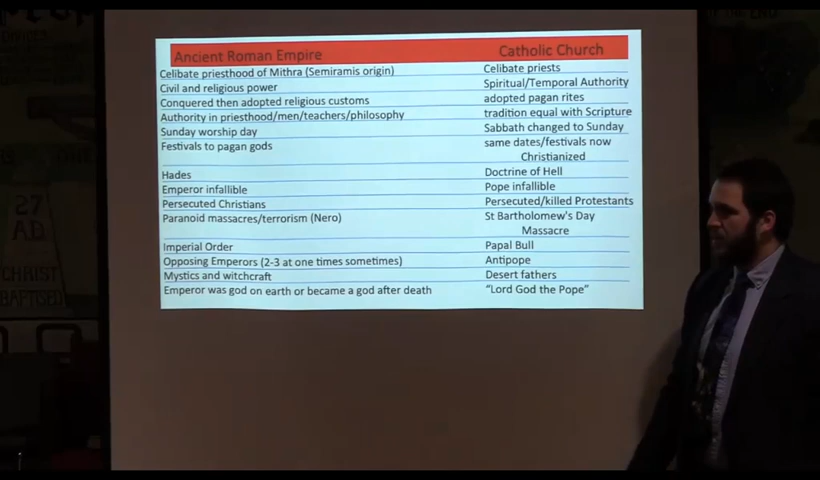 Ancient Roman Empire Catholic Church
Celibate priesthood of Mithra (Semiramis origin) Celibate priests
Civil and religious power Spiritual/Temporal Authority
Conquered then adopted religious customs adopted pagan rites
Authority in priesthood/men/teachers/philosophy tradition equal with Scripture
Sunday worship day Sabbath changed to Sunday
Festivals to pagan gods same dates/festivals now
Christianized
Hades Doctrine of Hell
Emperor infallible Pope infallible
Persecuted Christians Persecuted/killed Protestants
Paranoid massacres/terrorism (Nero) St Bartholomew's Day
Massacre
Imperial Order Papal Bull
Opposing Emperors (2-3 at one times sometimes) Antipope
Mystics and witchcraft Desert fathers
Emperor was god on earth or became a god after death "Lord God the Pope"
27
A.D.
CHRIST
BAPTISED